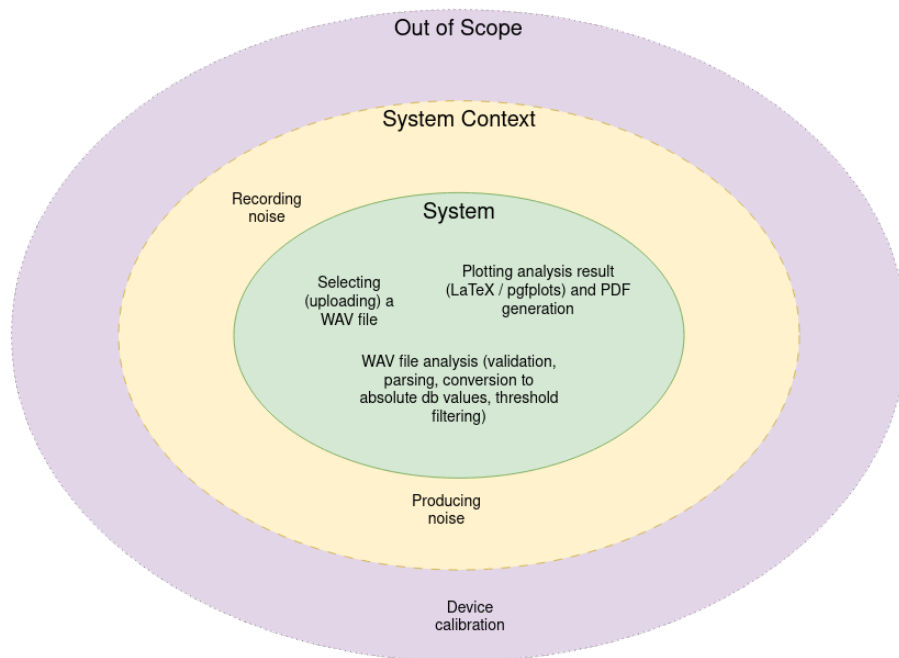 Out of Scope
System Context
Recording
noise
System
Selecting
(uploading) a
WAV file
Plotting analysis result
(LaTeX / pgfplots) and PDF
generation
WAV file analysis (validation,
parsing, conversion to
absolute db values, threshold
filtering)
Producing
noise
Device
calibration